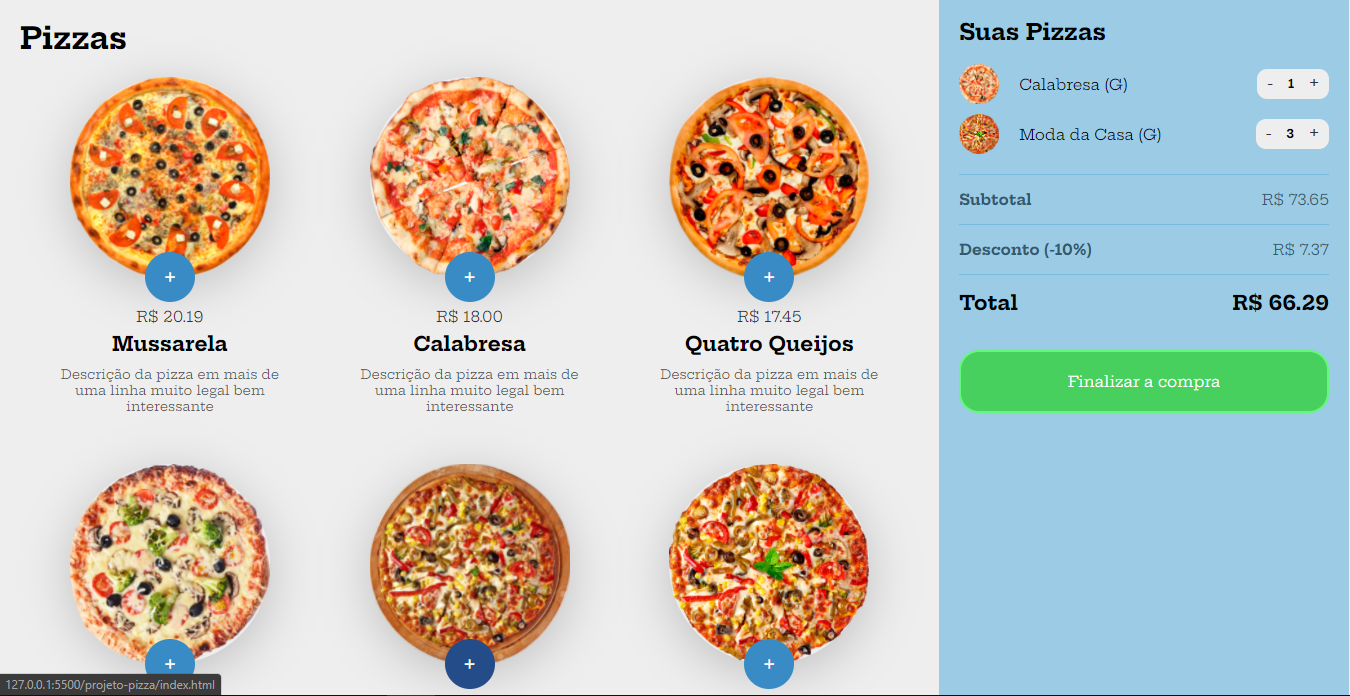 Pizzas
+
R$ 20.19
Mussarela
Descrição da pizza em mais de
uma linha muito legal bem
interessante
+
R$ 18.00
Calabresa
Descrição da pizza em mais de
uma linha muito legal bem
interessante
+
R$ 17.45
Quatro Queijos
Descrição da pizza em mais de
uma linha muito legal bem
interessante
+
+
+
127.0.0.1:5500/projeto-pizza/index.html
Suas Pizzas
Calabresa (G) - 1 +
Moda da Casa (G) - 3 +
Subtotal R$ 73.65
Desconto (-10%) R$ 7.37
Total R$ 66.29
Finalizar a compra